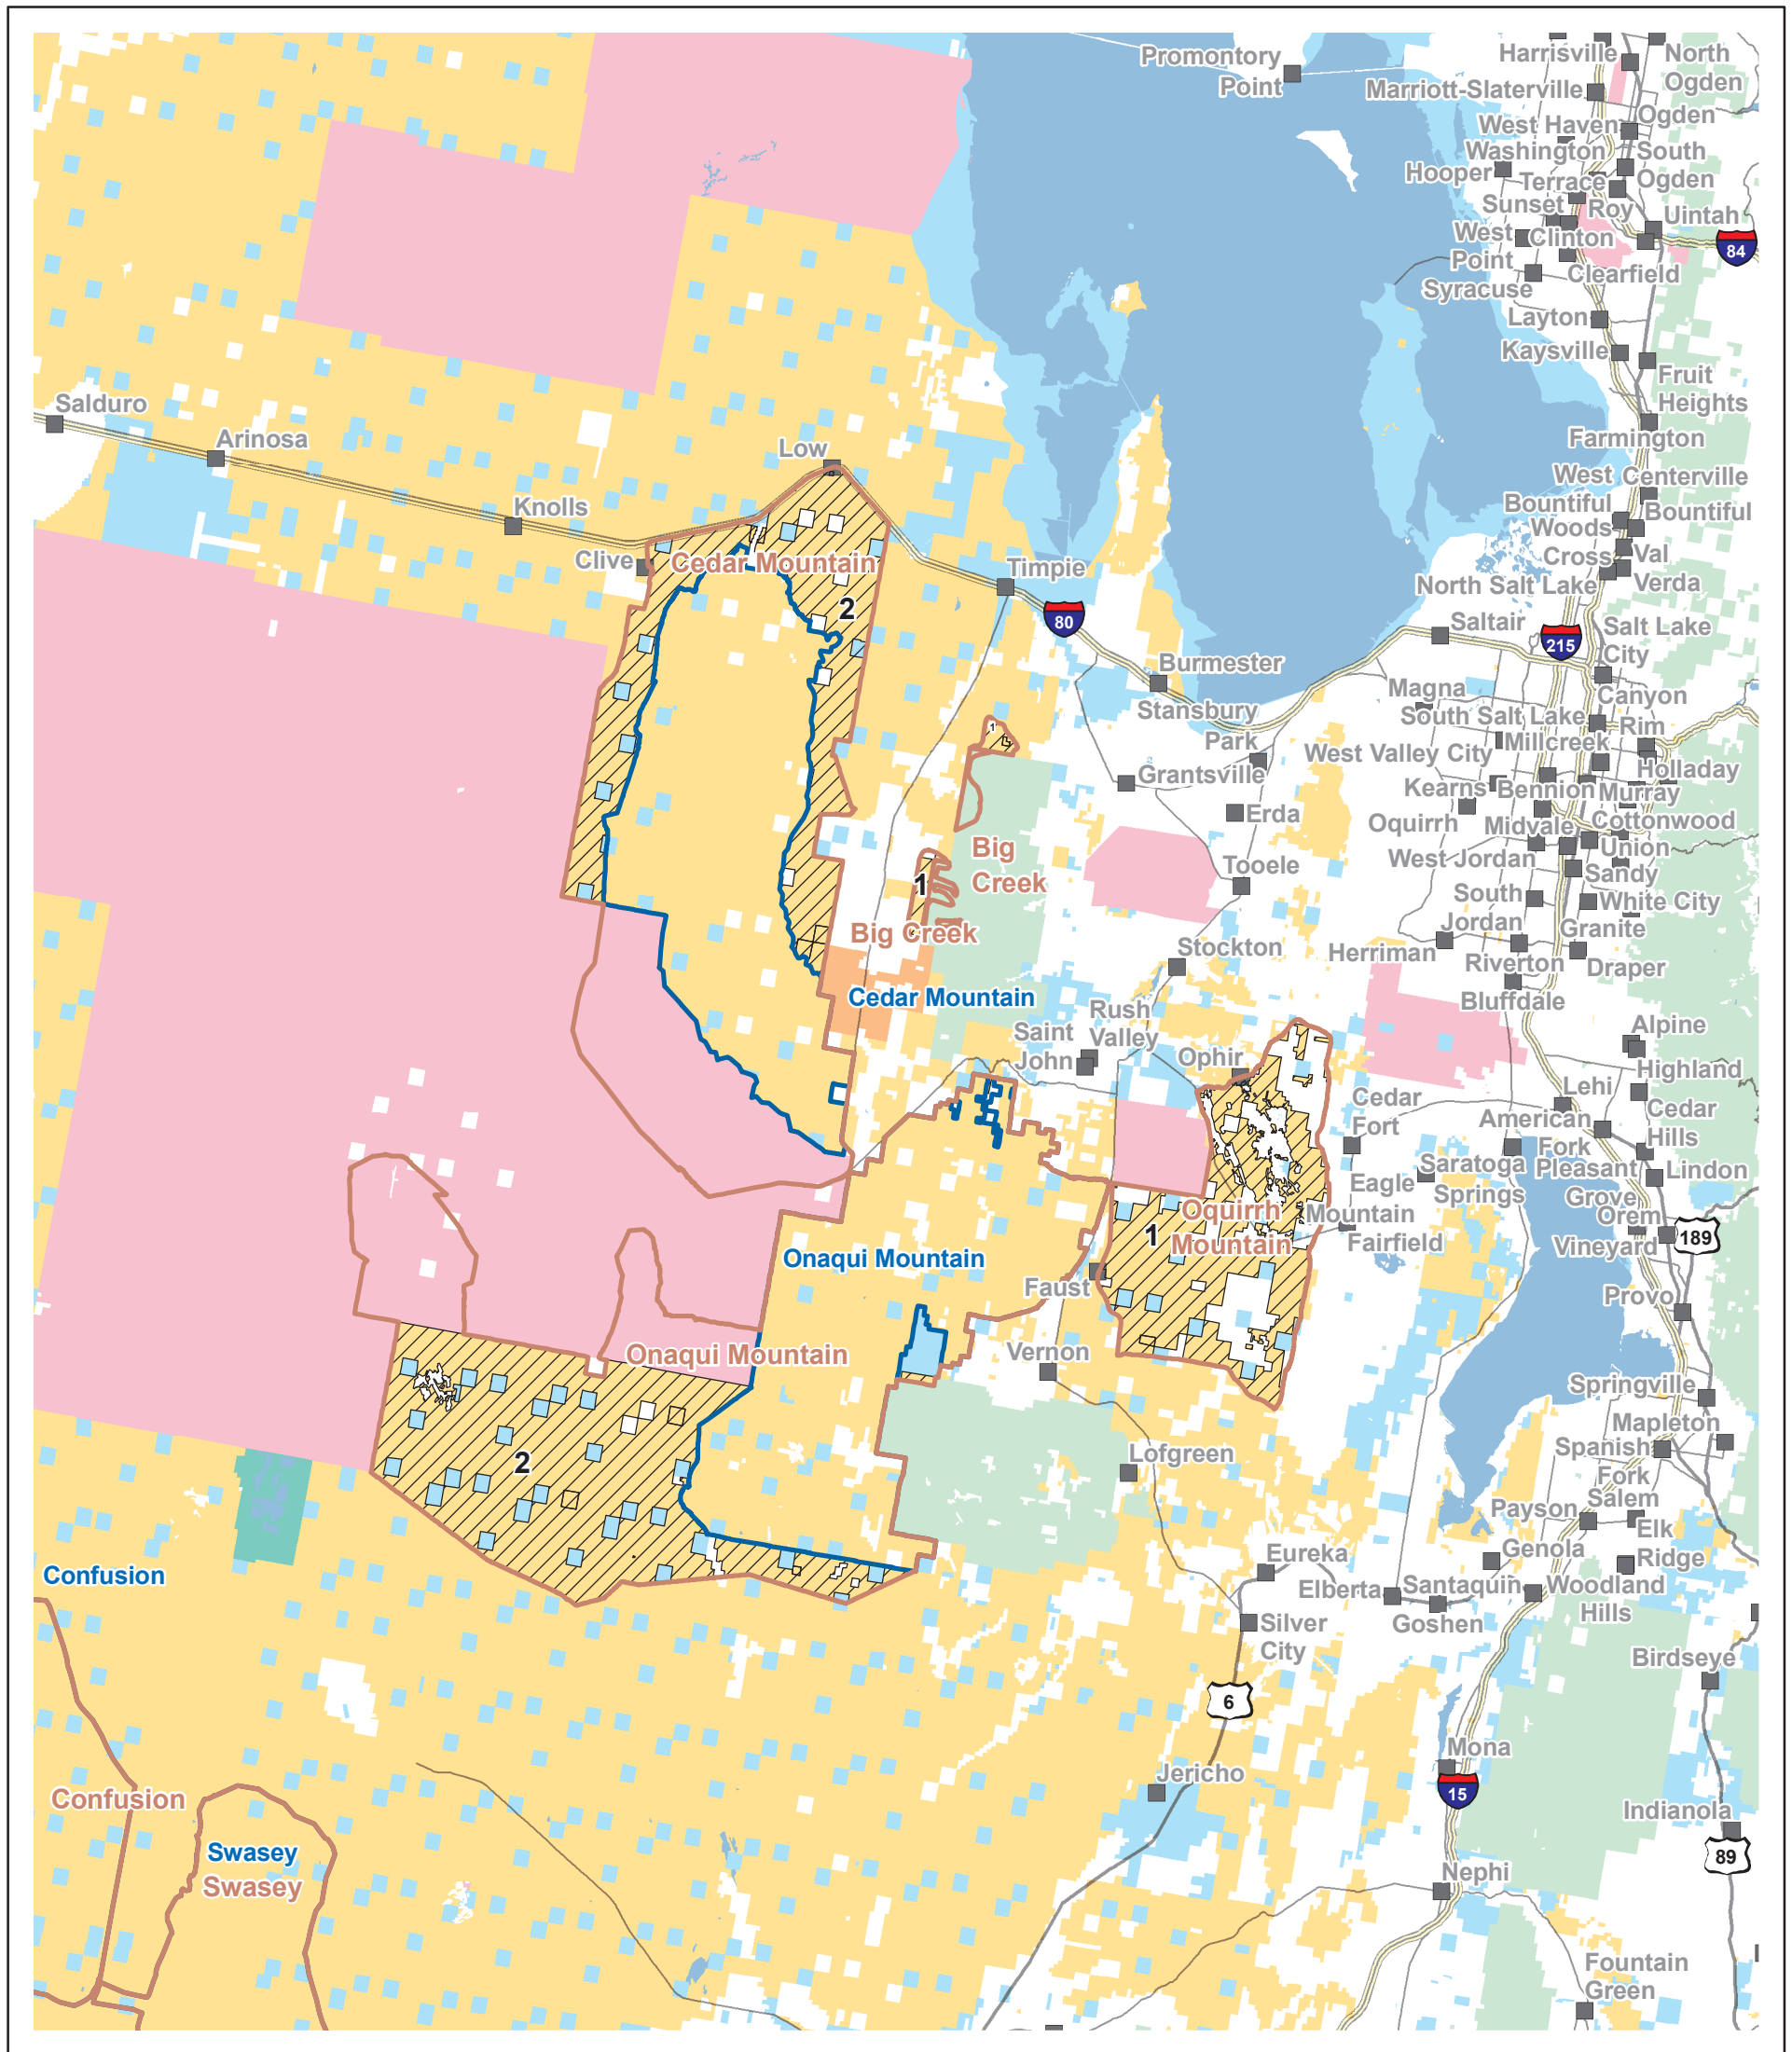 Promontory
Point
Harrisville
North
Ogden
Marriott-Slaterville
West Haven
Ogden
Washington
Terrace
South
Ogden
Hooper
Sunset
Roy
Uintah
West
Point
Clinton
84
Clearfield
Syracuse
Layton
Kaysville
Fruit
Heights
Salduro
Arinosa
Low
Farmington
West
Bountiful
Centerville
Knolls
Woods
Cross
Bountiful
Clive
Cedar Mountain
Timpie
Val
Verda
North Salt Lake
2
80
Saltair
215
Salt Lake
City
Burmester
Magna
Canyon
Rim
Stansbury
Park
South Salt Lake
1
West Valley City
Millcreek
Grantsville
Holladay
Kearns
Bennion
Murray
Erda
Oquirrh
Midvale
Cottonwood
Big
Creek
West Jordan
Union
Tooele
Sandy
1
South
Jordan
White City
Big Creek
Stockton
Herriman
Granite
Riverton
Draper
Cedar Mountain
Bluffdale
Rush
Valley
Saint
John
Alpine
Ophir
Highland
Lehi
Cedar
Fort
American
Fork
Cedar
Hills
Saratoga
Springs
Pleasant
Grove
Lindon
Eagle
Mountain
Oquirrh
Mountain
1
Orem
189
Fairfield
Vineyard
Onaqui Mountain
Faust
Provo
Vernon
Onaqui Mountain
Springville
Mapleton
Lofgreen
Spanish
Fork
2
Salem
Payson
Elk
Ridge
Eureka
Genola
Confusion
Elberta
Santaquin
Woodland
Hills
Goshen
Silver
City
Birdseye
6
Mona
Jericho
15
Confusion
Indianola
Swasey
89
Swasey
Nephi
Fountain
Green